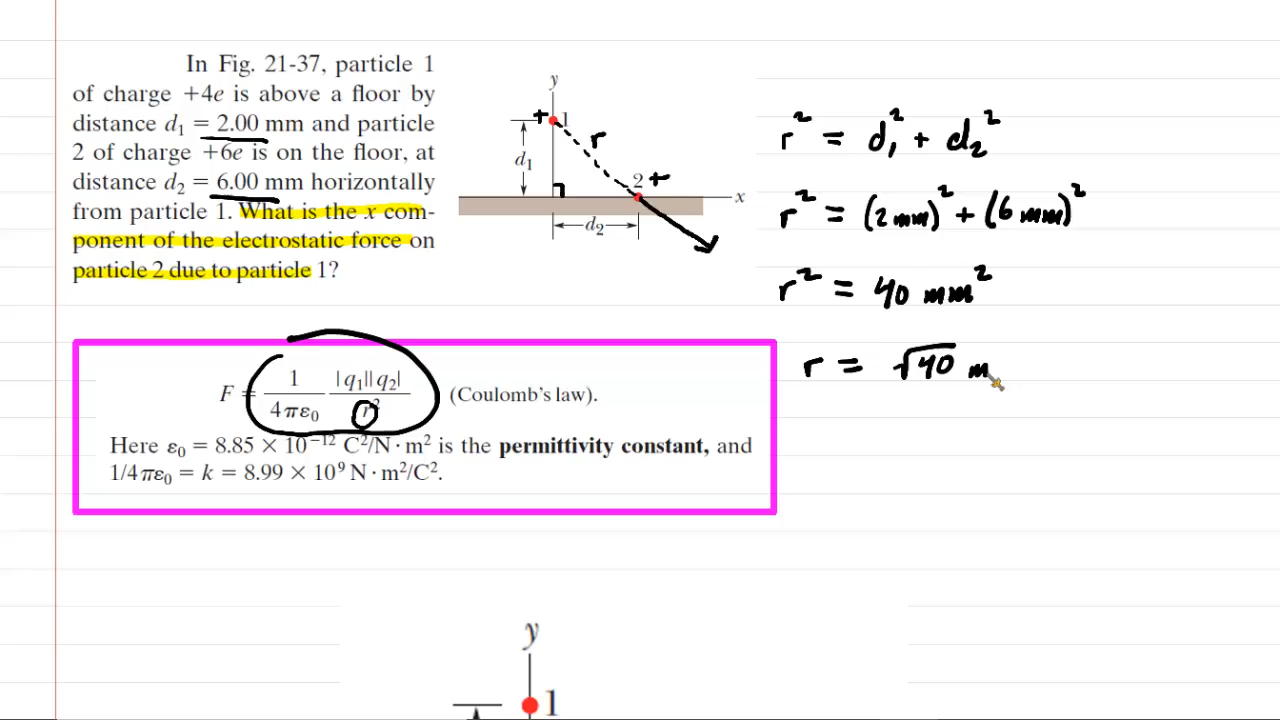 In Fig. 21-37, particle 1
of charge +4e is above a floor by
distance d₁ = 2.00 mm and particle
2 of charge +6e is on the floor, at
distance d₂ = 6.00 mm horizontally
from particle 1. What is the x com-
ponent of the electrostatic force on
particle 2 due to particle 1?
y
+ 1
r
d₁
2 +
x
d₂
r² = d₁² + d₂²
r² = (2 mm)² + (6 mm)²
r² = 40 mm²
r = √40 m
F = 1/4πε₀ |q₁||q₂|/r² (Coulomb's law).
Here ε₀ = 8.85 × 10⁻¹² C²/N·m² is the permittivity constant, and
1/4πε₀ = k = 8.99 × 10⁹ N·m²/C².
y
1